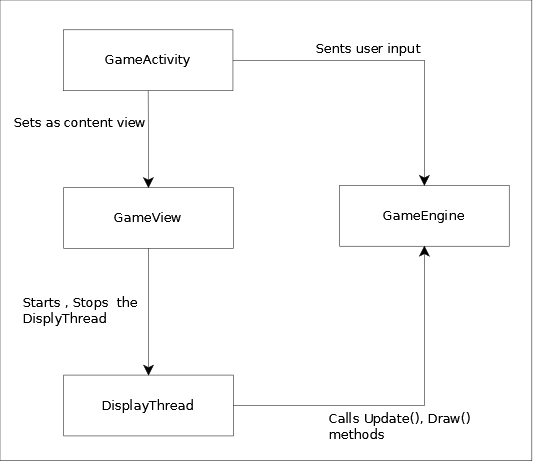 GameActivity
Sents user input
Sets as content view
GameView
GameEngine
Starts , Stops  the
DisplyThread
DisplayThread
Calls Update(), Draw()
methods